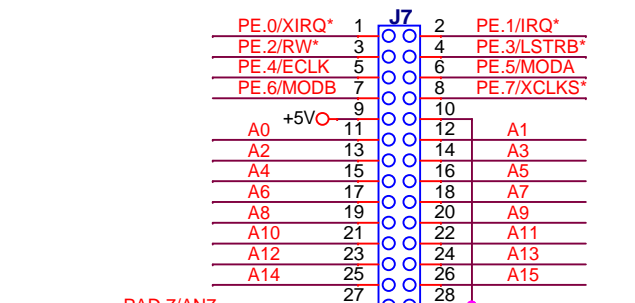 J7
PE.0/XIRQ* 1 2 PE.1/IRQ*
PE.2/RW* 3 4 PE.3/LSTRB*
PE.4/ECLK 5 6 PE.5/MODA
PE.6/MODB 7 8 PE.7/XCLKS*
+5V 9 10
A0 11 12 A1
A2 13 14 A3
A4 15 16 A5
A6 17 18 A7
A8 19 20 A9
A10 21 22 A11
A12 23 24 A13
A14 25 26 A15
PAD.7/AN7 27 28